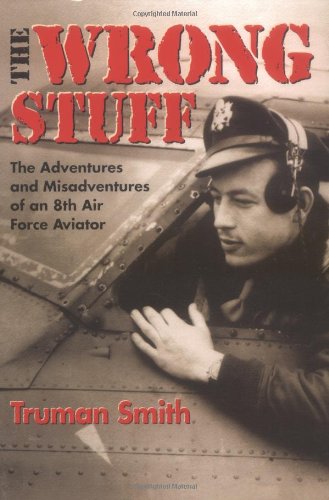 THE
WRONG
STUFF
The Adventures
and Misadventures
of an 8th Air
Force Aviator
Truman Smith